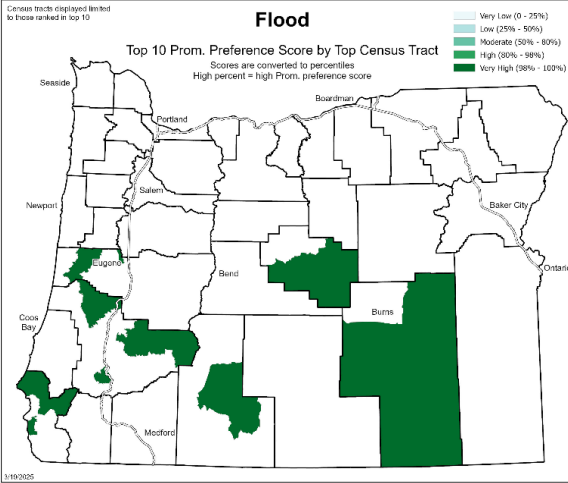 Census tracts displayed limited
to those ranked in top 10
Flood
Top 10 Prom. Preference Score by Top Census Tract
Scores are converted to percentiles
High percent = high Prom. preference score
Very Low (0 - 25%)
Low (25% - 50%)
Moderate (50% - 80%)
High (80% - 98%)
Very High (98% - 100%)
Seaside
Portland
Boardman
Salem
Newport
Baker City
Eugene
Bend
Ontario
Burns
Coos
Bay
Medford
3/19/2025